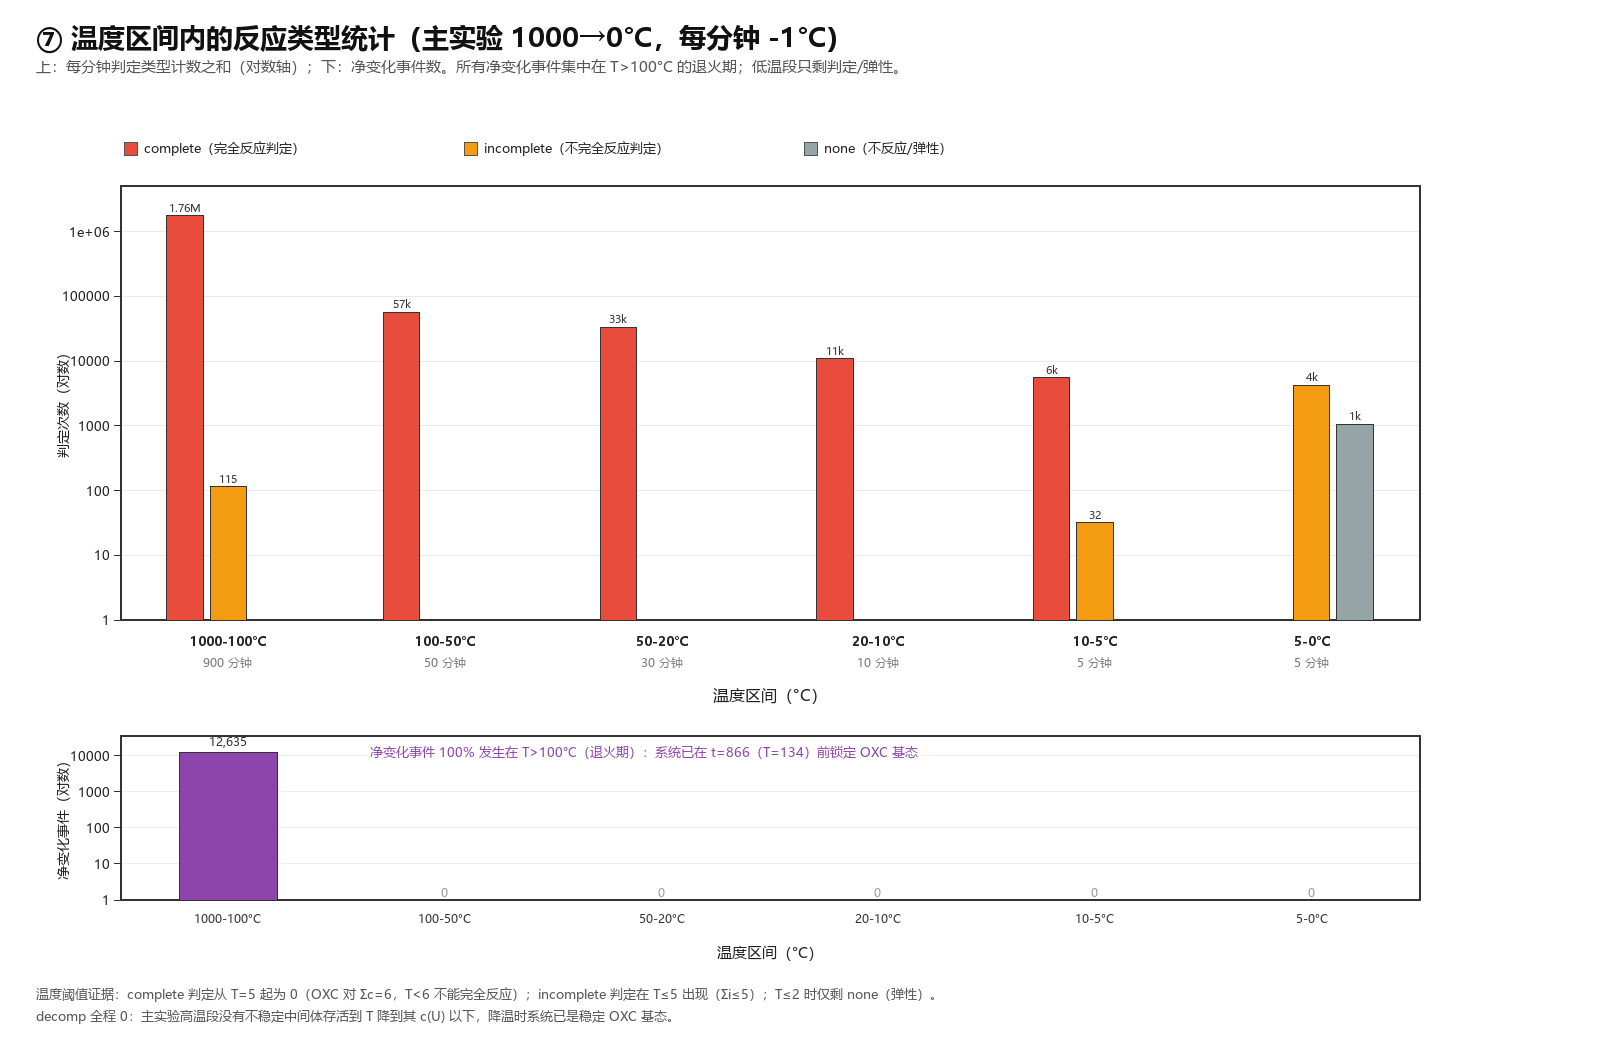 ⑦ 温度区间内的反应类型统计（主实验 1000→0°C，每分钟 -1°C）
上：每分钟判定类型计数之和（对数轴）；下：净变化事件数。所有净变化事件集中在 T>100°C 的退火期；低温段只剩判定/弹性。
complete（完全反应判定） incomplete（不完全反应判定） none（不反应/弹性）
判定次数（对数）
1e+06
100000
10000
1000
100
10
1
1.76M
115
57k
33k
11k
6k
32
4k
1k
1000-100°C 100-50°C 50-20°C 20-10°C 10-5°C 5-0°C
900 分钟 50 分钟 30 分钟 10 分钟 5 分钟 5 分钟
温度区间（°C）
净变化事件（对数）
10000
1000
100
10
1
12,635
净变化事件 100% 发生在 T>100°C（退火期）：系统已在 t=866（T=134）前锁定 OXC 基态
0 0 0 0 0
1000-100°C 100-50°C 50-20°C 20-10°C 10-5°C 5-0°C
温度区间（°C）
温度阈值证据：complete 判定从 T=5 起为 0（OXC 对 Σc=6，T<6 不能完全反应）；incomplete 判定在 T≤5 出现（Σi≤5）；T≤2 时仅剩 none（弹性）。
decomp 全程 0：主实验高温段没有不稳定中间体存活到 T 降到其 c(U) 以下，降温时系统已是稳定 OXC 基态。